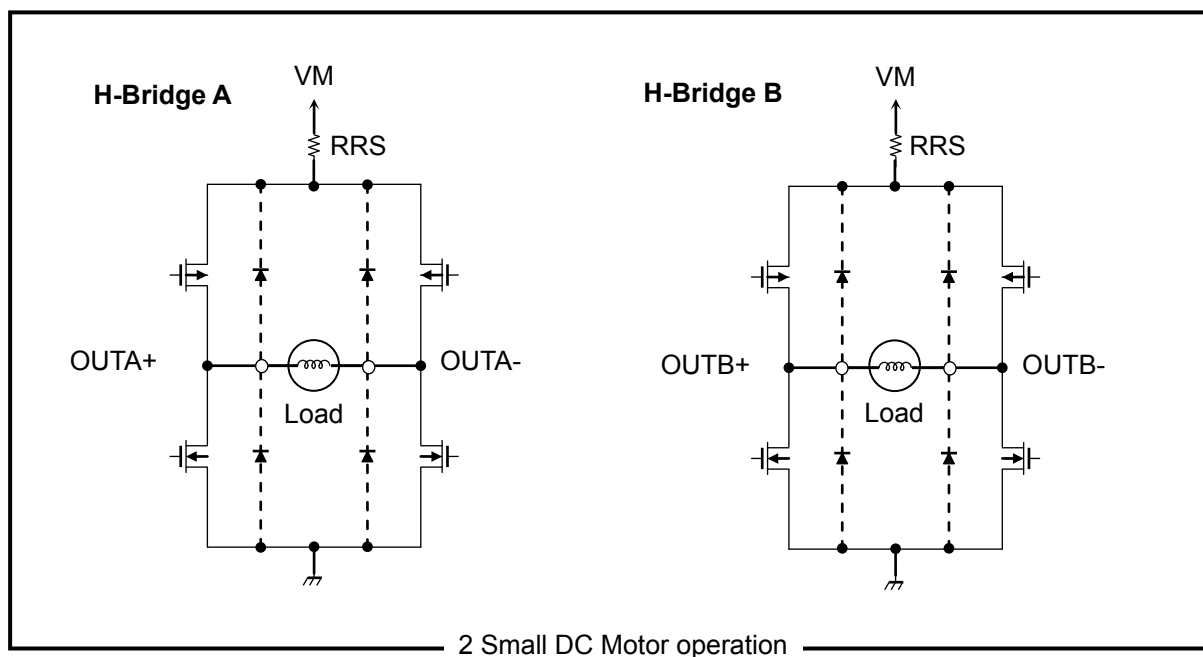 H-Bridge A
VM
RRS
OUTA+
OUTA-
Load
H-Bridge B
VM
RRS
OUTB+
OUTB-
Load
2 Small DC Motor operation